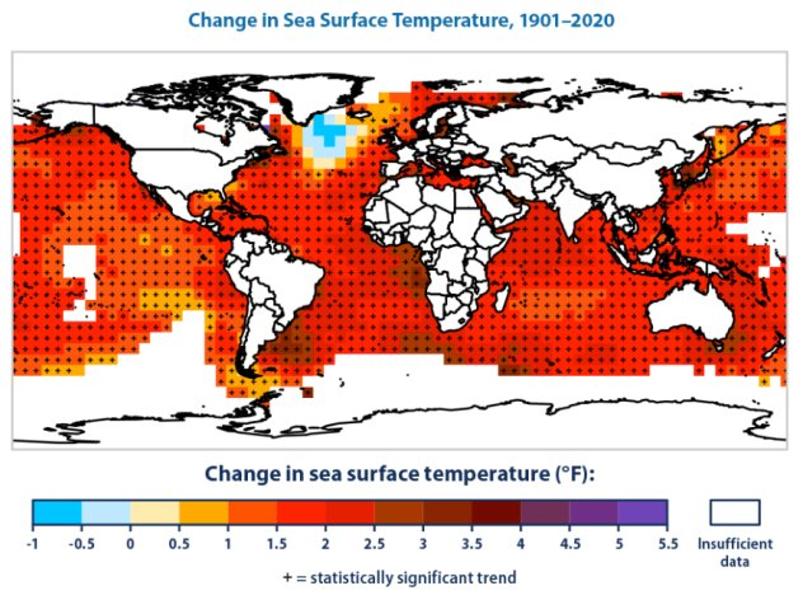 Change in Sea Surface Temperature, 1901–2020
Change in sea surface temperature (°F):
-1 -0.5 0 0.5 1 1.5 2 2.5 3 3.5 4 4.5 5 5.5
Insufficient
data
+ = statistically significant trend